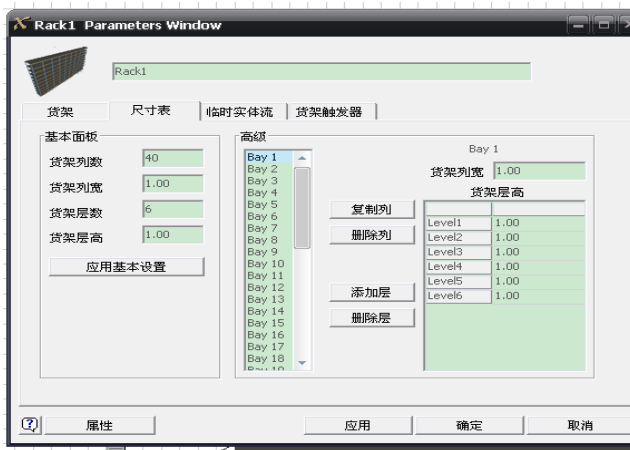 Rack1 Parameters Window
Rack1
货架 尺寸表 临时实体流 货架触发器
基本面板
货架列数 40
货架列宽 1.00
货架层数 6
货架层高 1.00
应用基本设置
高级
Bay 1
Bay 2
Bay 3
Bay 4
Bay 5
Bay 6
Bay 7
Bay 8
Bay 9
Bay 10
Bay 11
Bay 12
Bay 13
Bay 14
Bay 15
Bay 16
Bay 17
Bay 18
复制列
删除列
添加层
删除层
Bay 1
货架列宽 1.00
货架层高
Level1 1.00
Level2 1.00
Level3 1.00
Level4 1.00
Level5 1.00
Level6 1.00
属性 应用 确定 取消